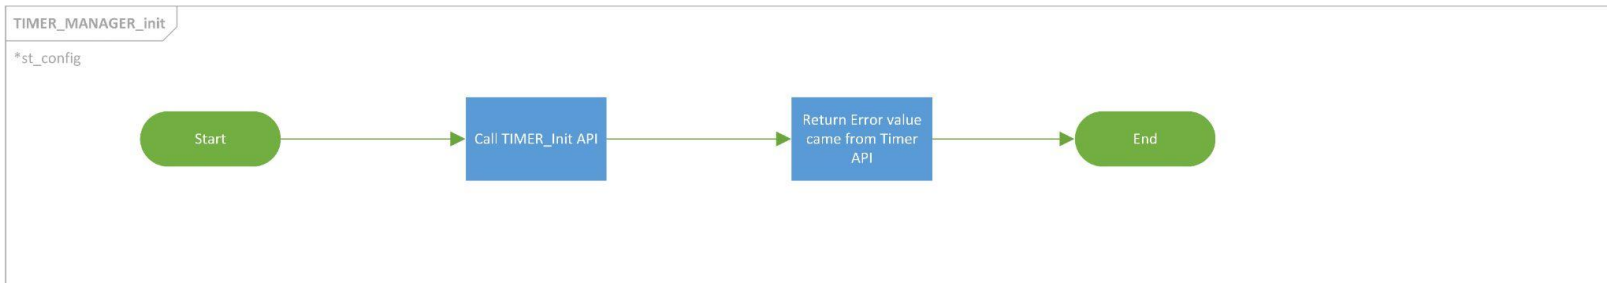 TIMER_MANAGER_init
*st_config
Start
Call TIMER_Init API
Return Error value
came from Timer
API
End